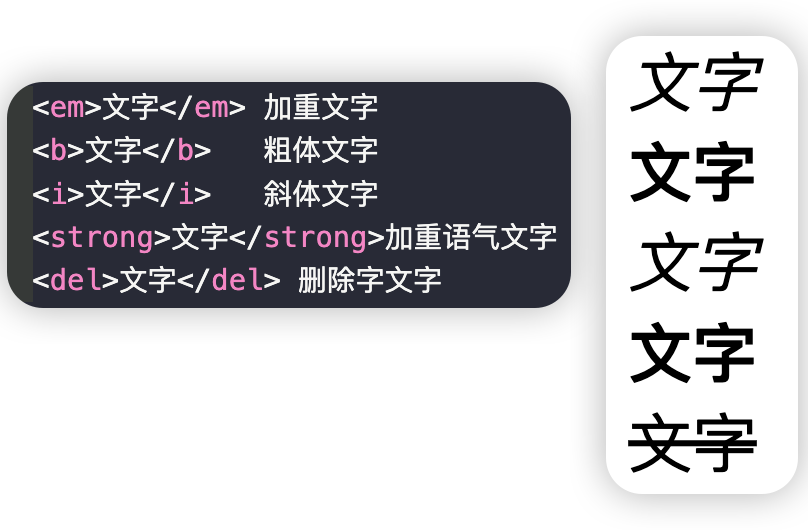 <em>文字</em> 加重文字
<b>文字</b>   粗体文字
<i>文字</i>   斜体文字
<strong>文字</strong>加重语气文字
<del>文字</del> 删除字文字
文字
文字
文字
文字
文字